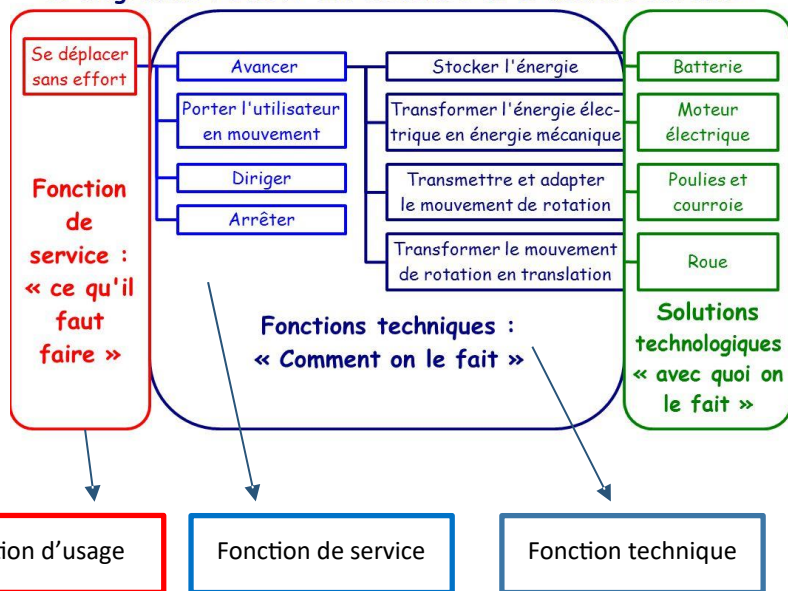 Se déplacer
sans effort
Avancer
Stocker l'énergie
Batterie
Porter l'utilisateur
en mouvement
Transformer l'énergie élec-
trique en énergie mécanique
Moteur
électrique
Diriger
Transmettre et adapter
le mouvement de rotation
Poulies et
courroie
Arrêter
Transformer le mouvement
de rotation en translation
Roue
Fonction
de
service :
« ce qu'il
faut
faire »
Fonctions techniques :
« Comment on le fait »
Solutions
technologiques
« avec quoi on
le fait »
tion d’usage
Fonction de service
Fonction technique